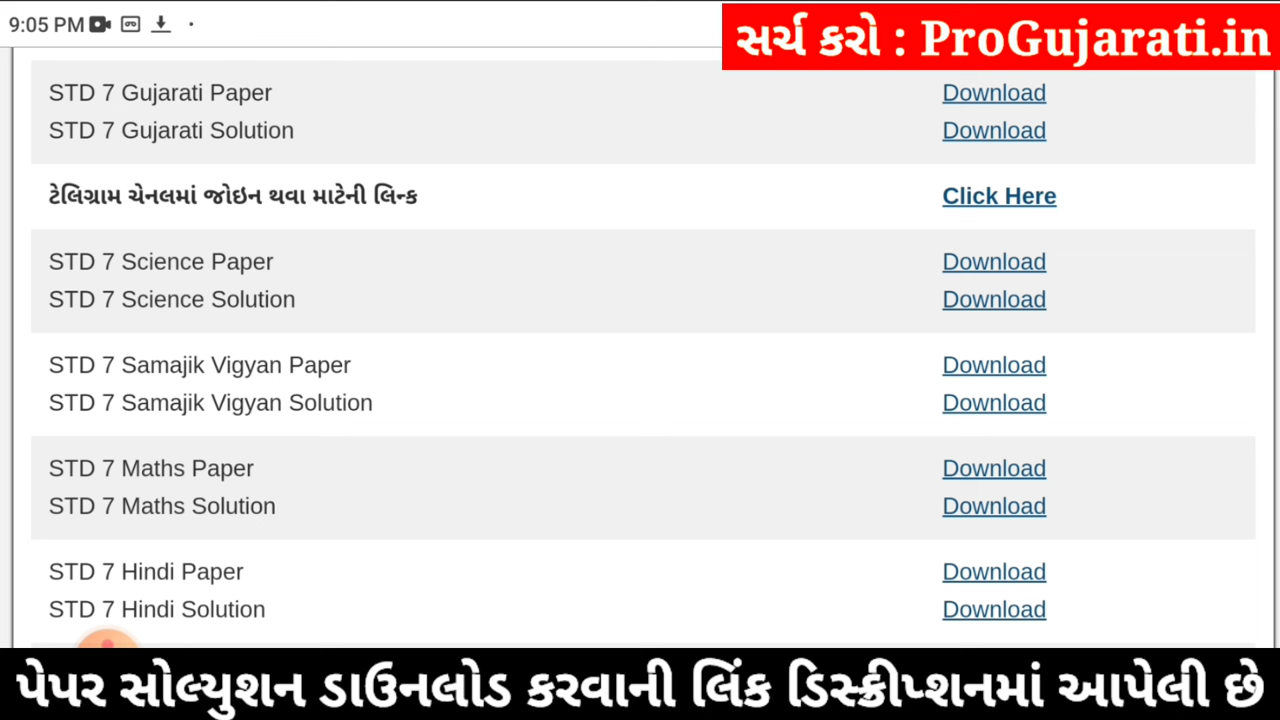 9:05 PM
સર્ચ કરો : ProGujarati.in
STD 7 Gujarati Paper Download
STD 7 Gujarati Solution Download
ટેલિગ્રામ ચેનલમાં જોઇન થવા માટેની લિન્ક Click Here
STD 7 Science Paper Download
STD 7 Science Solution Download
STD 7 Samajik Vigyan Paper Download
STD 7 Samajik Vigyan Solution Download
STD 7 Maths Paper Download
STD 7 Maths Solution Download
STD 7 Hindi Paper Download
STD 7 Hindi Solution Download
પેપર સોલ્યુશન ડાઉનલોડ કરવાની લિંક ડિસ્ક્રીપ્શનમાં આપેલી છે